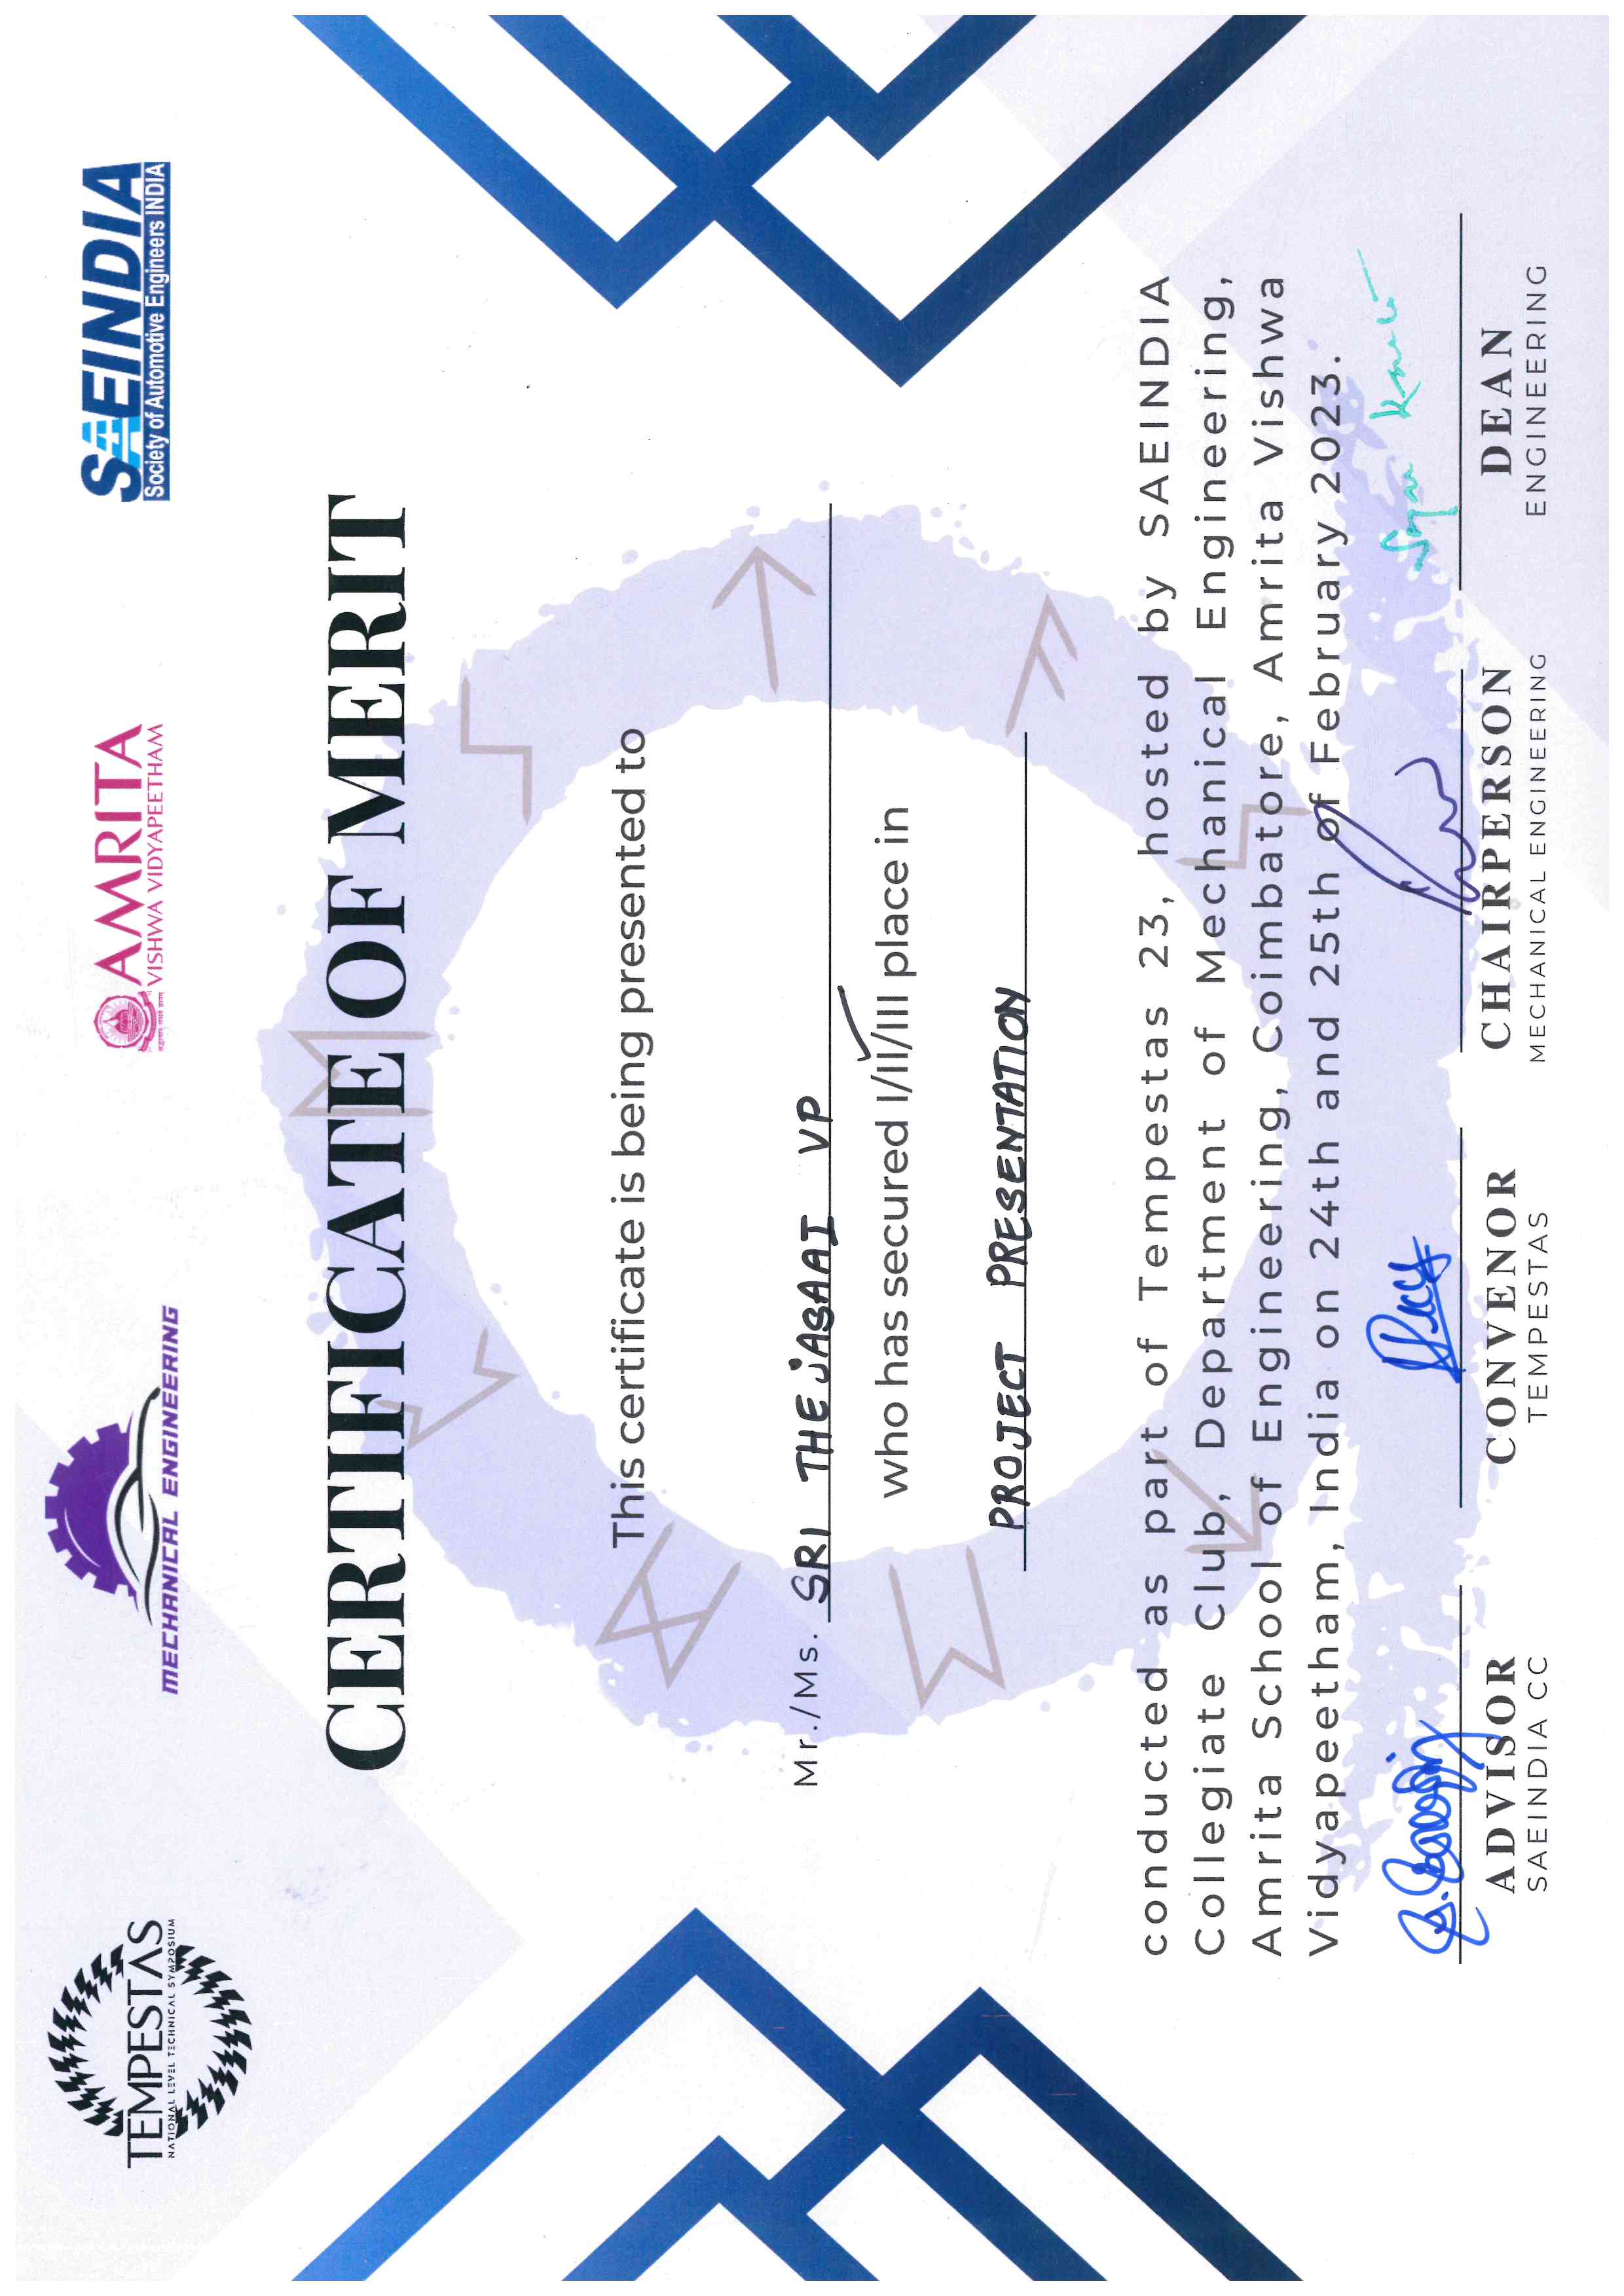 TEMPESTAS
NATIONAL LEVEL TECHNICAL SYMPOSIUM
MECHANICAL ENGINEERING
AMRITA
VISHWA VIDYAPEETHAM
SAEINDIA
Society of Automotive Engineers INDIA
CERTIFICATE OF MERIT
This certificate is being presented to
Mr./Ms. SRI THEJASAAI VP
who has secured I/II/III place in
PROJECT PRESENTATION
conducted as part of Tempestas 23, hosted by SAEINDIA
Collegiate Club, Department of Mechanical Engineering,
Amrita School of Engineering, Coimbatore, Amrita Vishwa
Vidyapeetham, India on 24th and 25th of February 2023.
ADVISOR
SAEINDIA CC
CONVENOR
TEMPESTAS
CHAIRPERSON
MECHANICAL ENGINEERING
DEAN
ENGINEERING